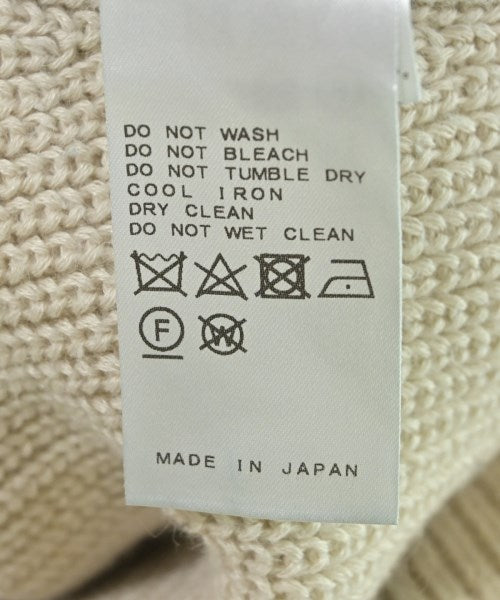 DO NOT WASH
DO NOT BLEACH
DO NOT TUMBLE DRY
COOL IRON
DRY CLEAN
DO NOT WET CLEAN
F W
MADE IN JAPAN